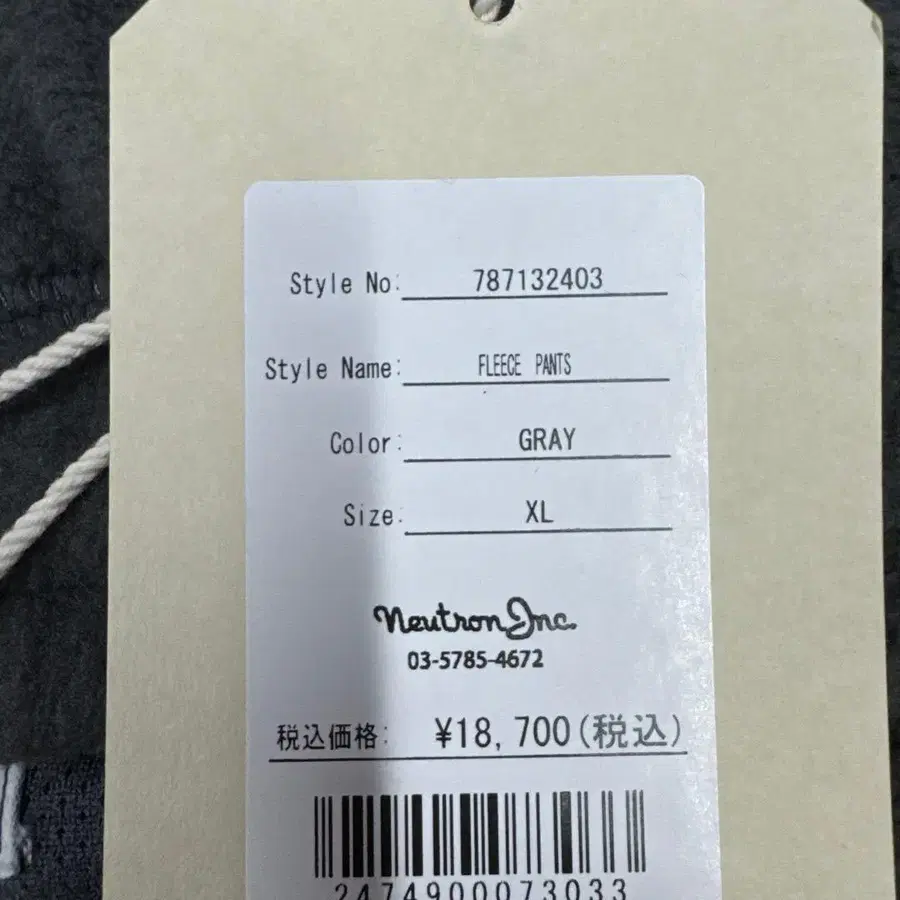 Style No: 787132403
Style Name: FLEECE PANTS
Color: GRAY
Size: XL
Neutron Inc.
03-5785-4672
税込価格: ¥18,700(税込)
2474900073033